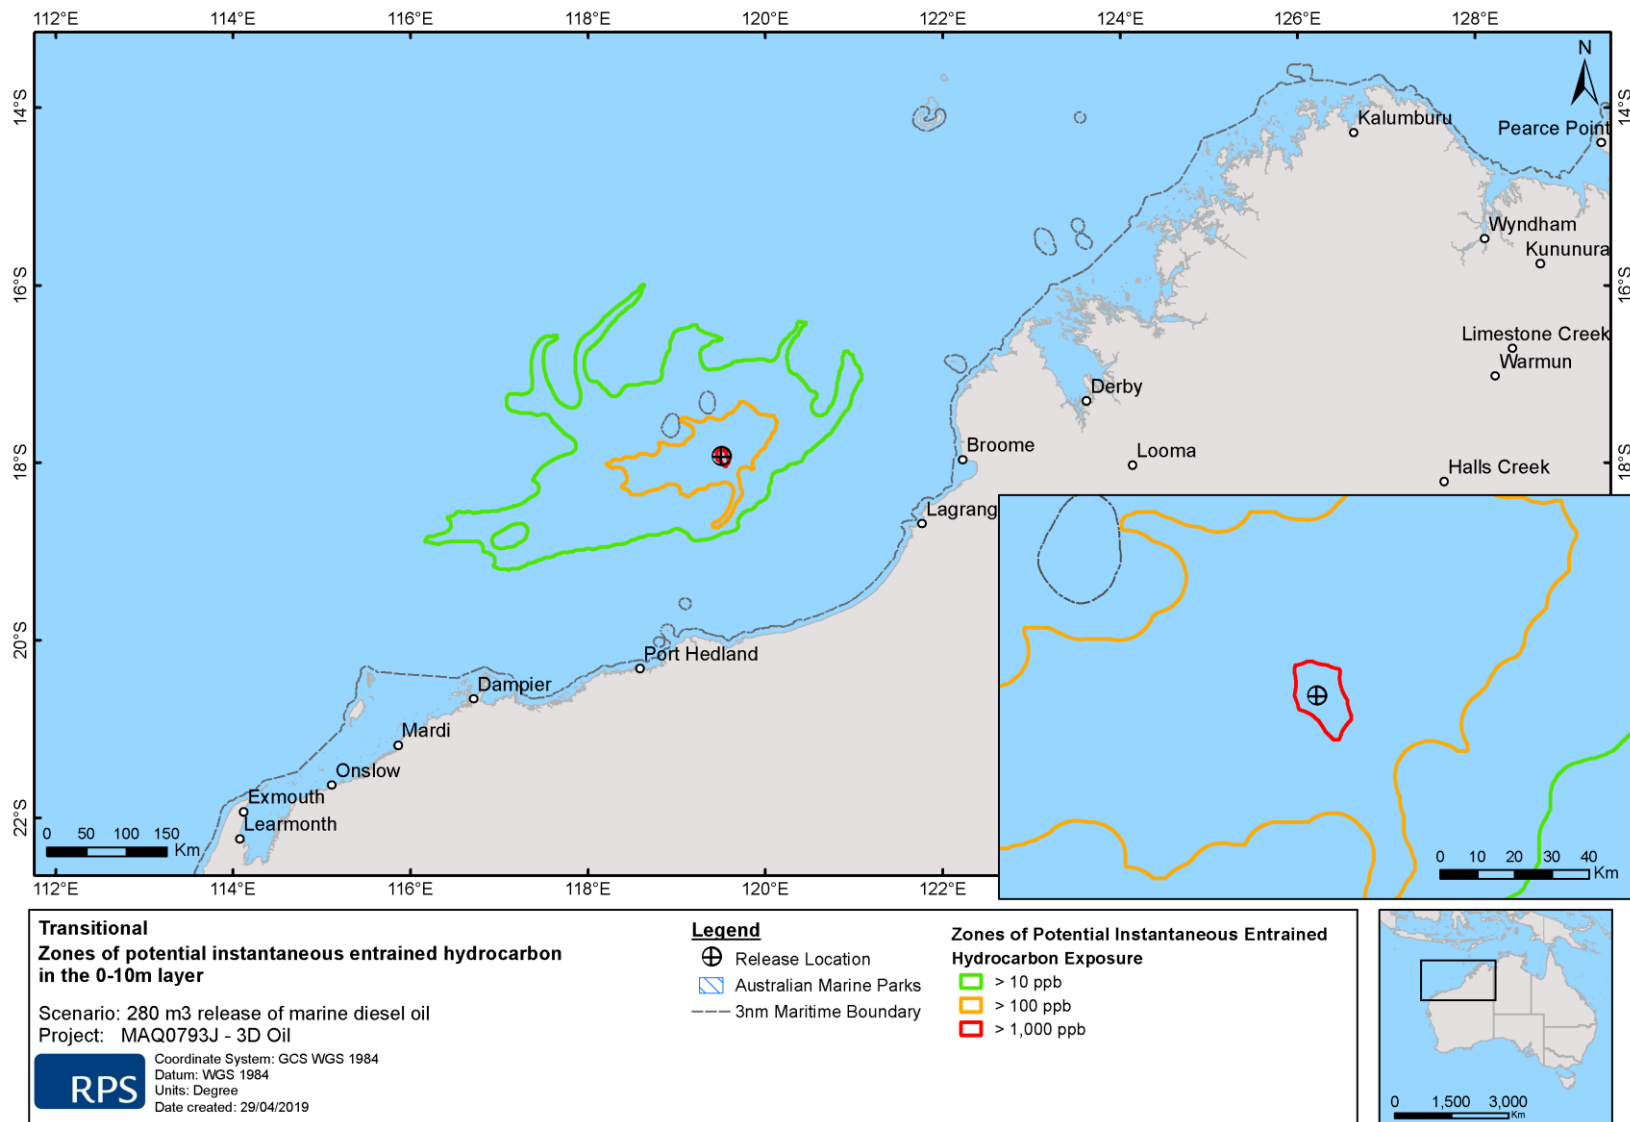 112°E 114°E 116°E 118°E 120°E 122°E 124°E 126°E 128°E
N
14°S 14°S
Kalumburu
Pearce Point
Wyndham
Kununura
16°S 16°S
Limestone Creek
Warmun
Derby
Broome
Looma
18°S 18°S
Halls Creek
Lagrang
20°S
Port Hedland
Dampier
Mardi
Onslow
Exmouth
22°S
Learmonth
0 50 100 150
Km
0 10 20 30 40
Km
112°E 114°E 116°E 118°E 120°E 122°E
Transitional
Zones of potential instantaneous entrained hydrocarbon
in the 0-10m layer
Scenario: 280 m3 release of marine diesel oil
Project: MAQ0793J - 3D Oil
RPS
Coordinate System: GCS WGS 1984
Datum: WGS 1984
Units: Degree
Date created: 29/04/2019
Legend
Release Location
Australian Marine Parks
3nm Maritime Boundary
Zones of Potential Instantaneous Entrained
Hydrocarbon Exposure
> 10 ppb
> 100 ppb
> 1,000 ppb
0 1,500 3,000
Km